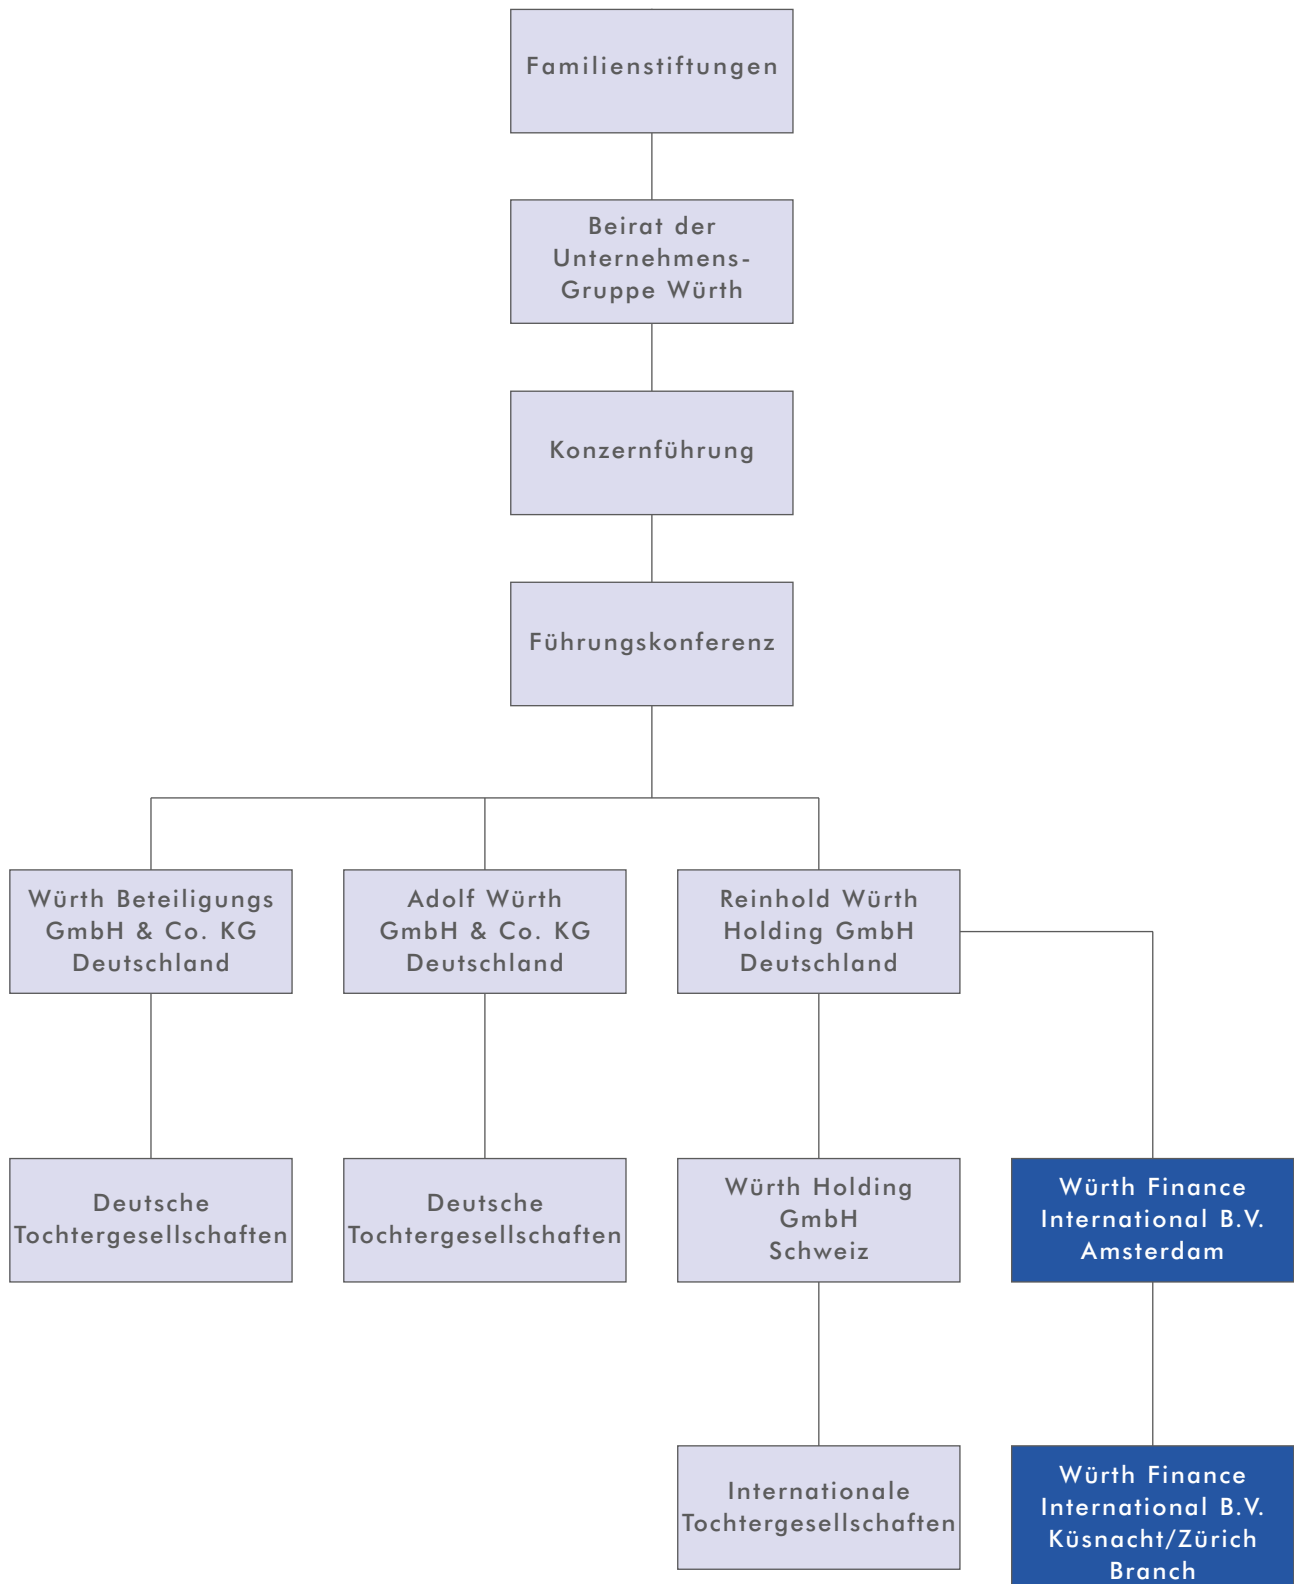 Familienstiftungen
Beirat der
Unternehmens-
Gruppe Würth
Konzernführung
Führungskonferenz
Würth Beteiligungs
GmbH & Co. KG
Deutschland
Adolf Würth
GmbH & Co. KG
Deutschland
Reinhold Würth
Holding GmbH
Deutschland
Deutsche
Tochtergesellschaften
Deutsche
Tochtergesellschaften
Würth Holding
GmbH
Schweiz
Würth Finance
International B.V.
Amsterdam
Internationale
Tochtergesellschaften
Würth Finance
International B.V.
Küsnacht/Zürich
Branch